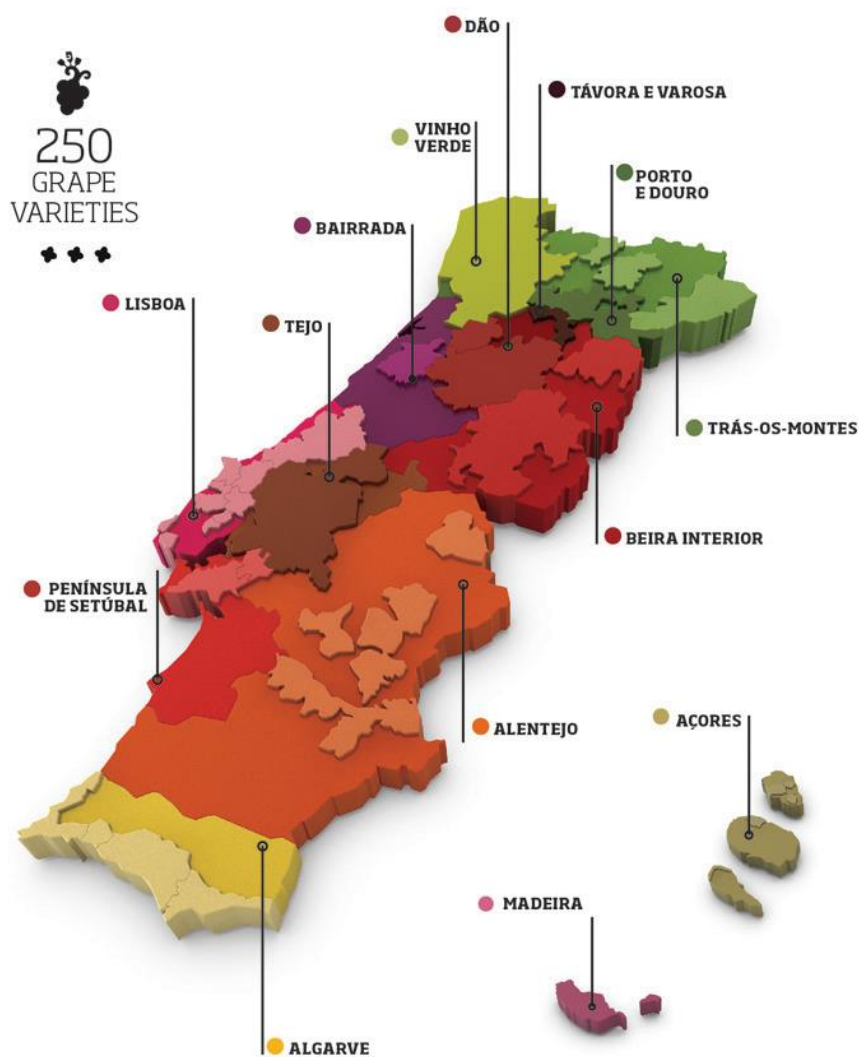 DÃO
TÁVORA E VAROSA
VINHO
VERDE
250
GRAPE
VARIETIES
PORTO
E DOURO
BAIRRADA
LISBOA
TEJO
TRÁS-OS-MONTES
BEIRA INTERIOR
PENÍNSULA
DE SETÚBAL
ALENTEJO
AÇORES
MADEIRA
ALGARVE